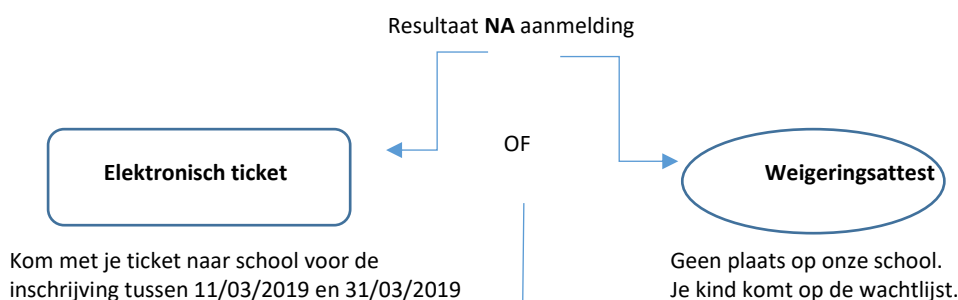 Resultaat NA aanmelding
OF
Elektronisch ticket
Weigeringsattest
Kom met je ticket naar school voor de
inschrijving tussen 11/03/2019 en 31/03/2019
Geen plaats op onze school.
Je kind komt op de wachtlijst.